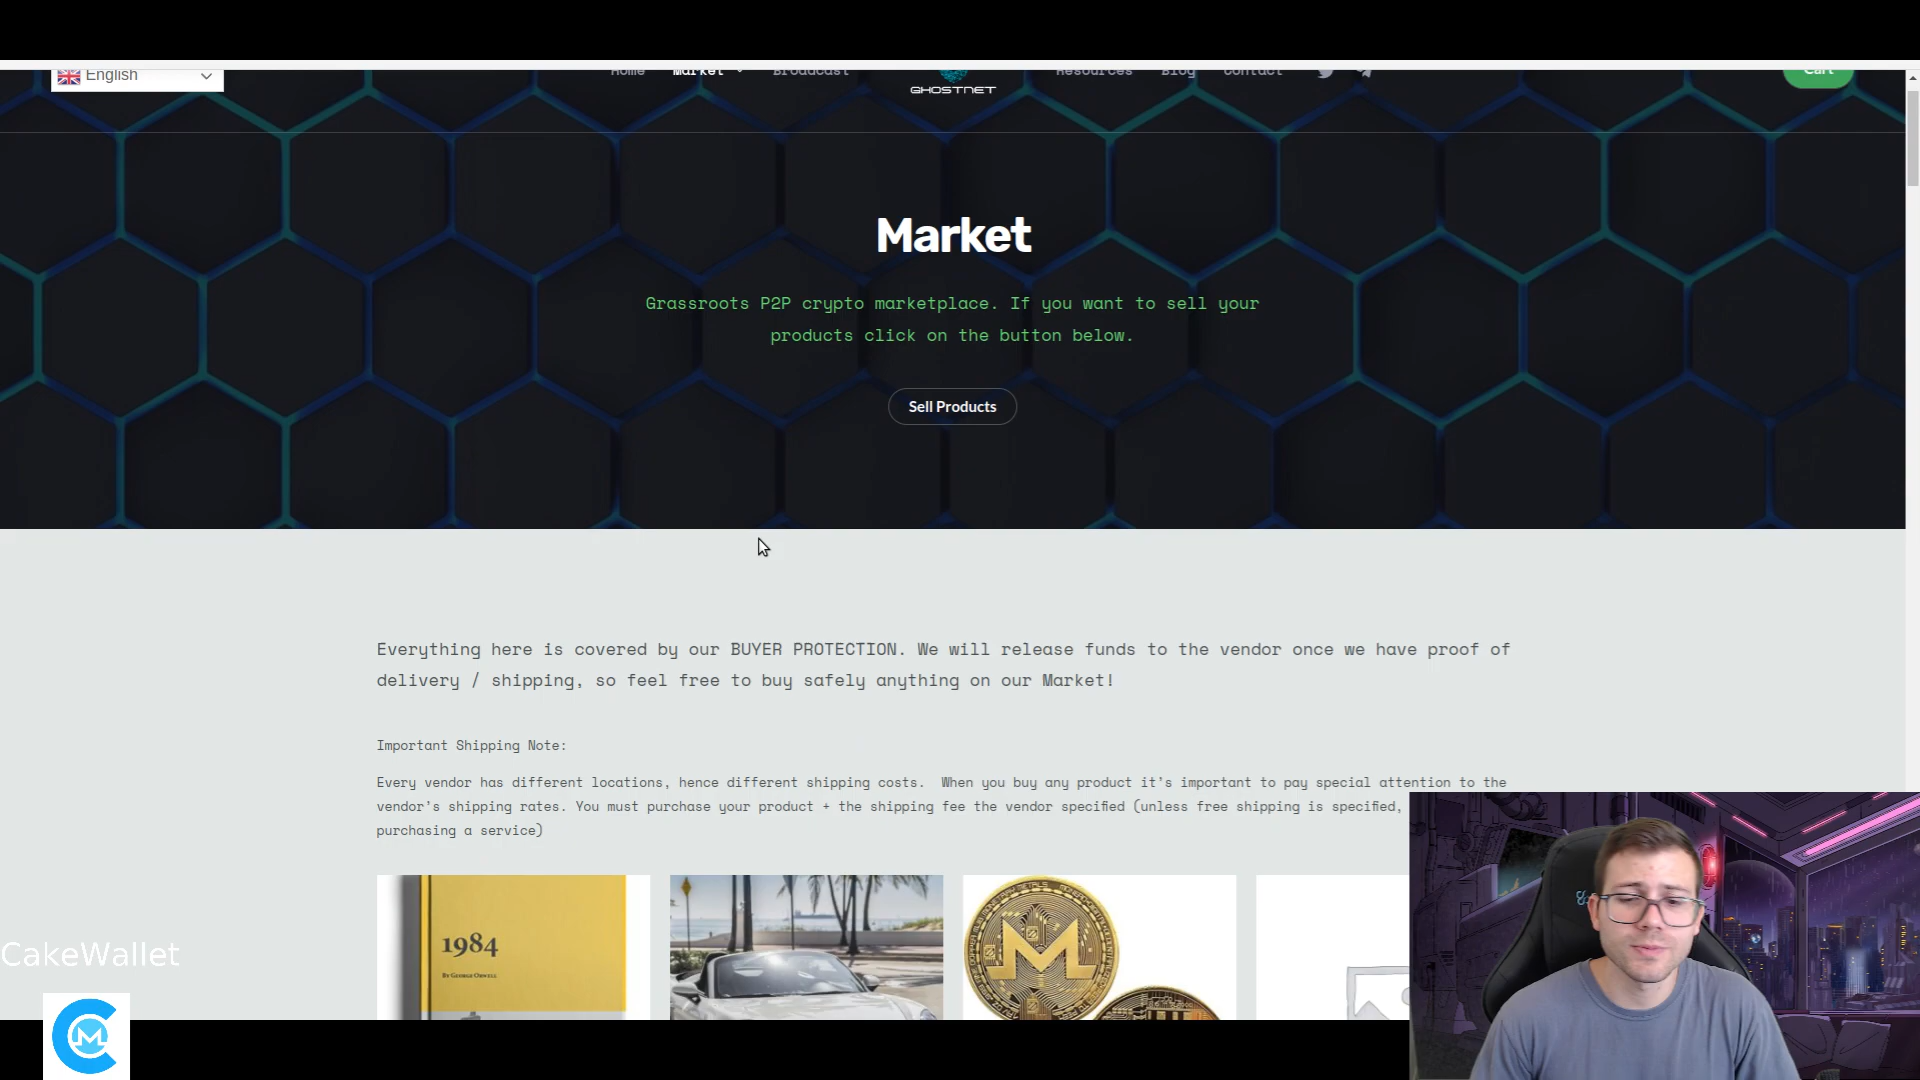 English
Home Market Broadcast
GHOSTNET
Resources Blog Contact
Cart
Market
Grassroots P2P crypto marketplace. If you want to sell your
products click on the button below.
Sell Products
Everything here is covered by our BUYER PROTECTION. We will release funds to the vendor once we have proof of
delivery / shipping, so feel free to buy safely anything on our Market!
Important Shipping Note:
Every vendor has different locations, hence different shipping costs. When you buy any product it's important to pay special attention to the
vendor's shipping rates. You must purchase your product + the shipping fee the vendor specified (unless free shipping is specified,
purchasing a service)
1984
BY GEORGE ORWELL
CakeWallet